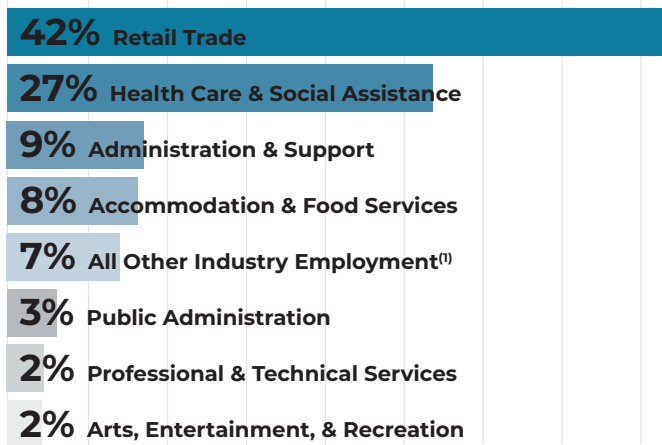 42% Retail Trade
27% Health Care & Social Assistance
9% Administration & Support
8% Accommodation & Food Services
7% All Other Industry Employment(1)
3% Public Administration
2% Professional & Technical Services
2% Arts, Entertainment, & Recreation